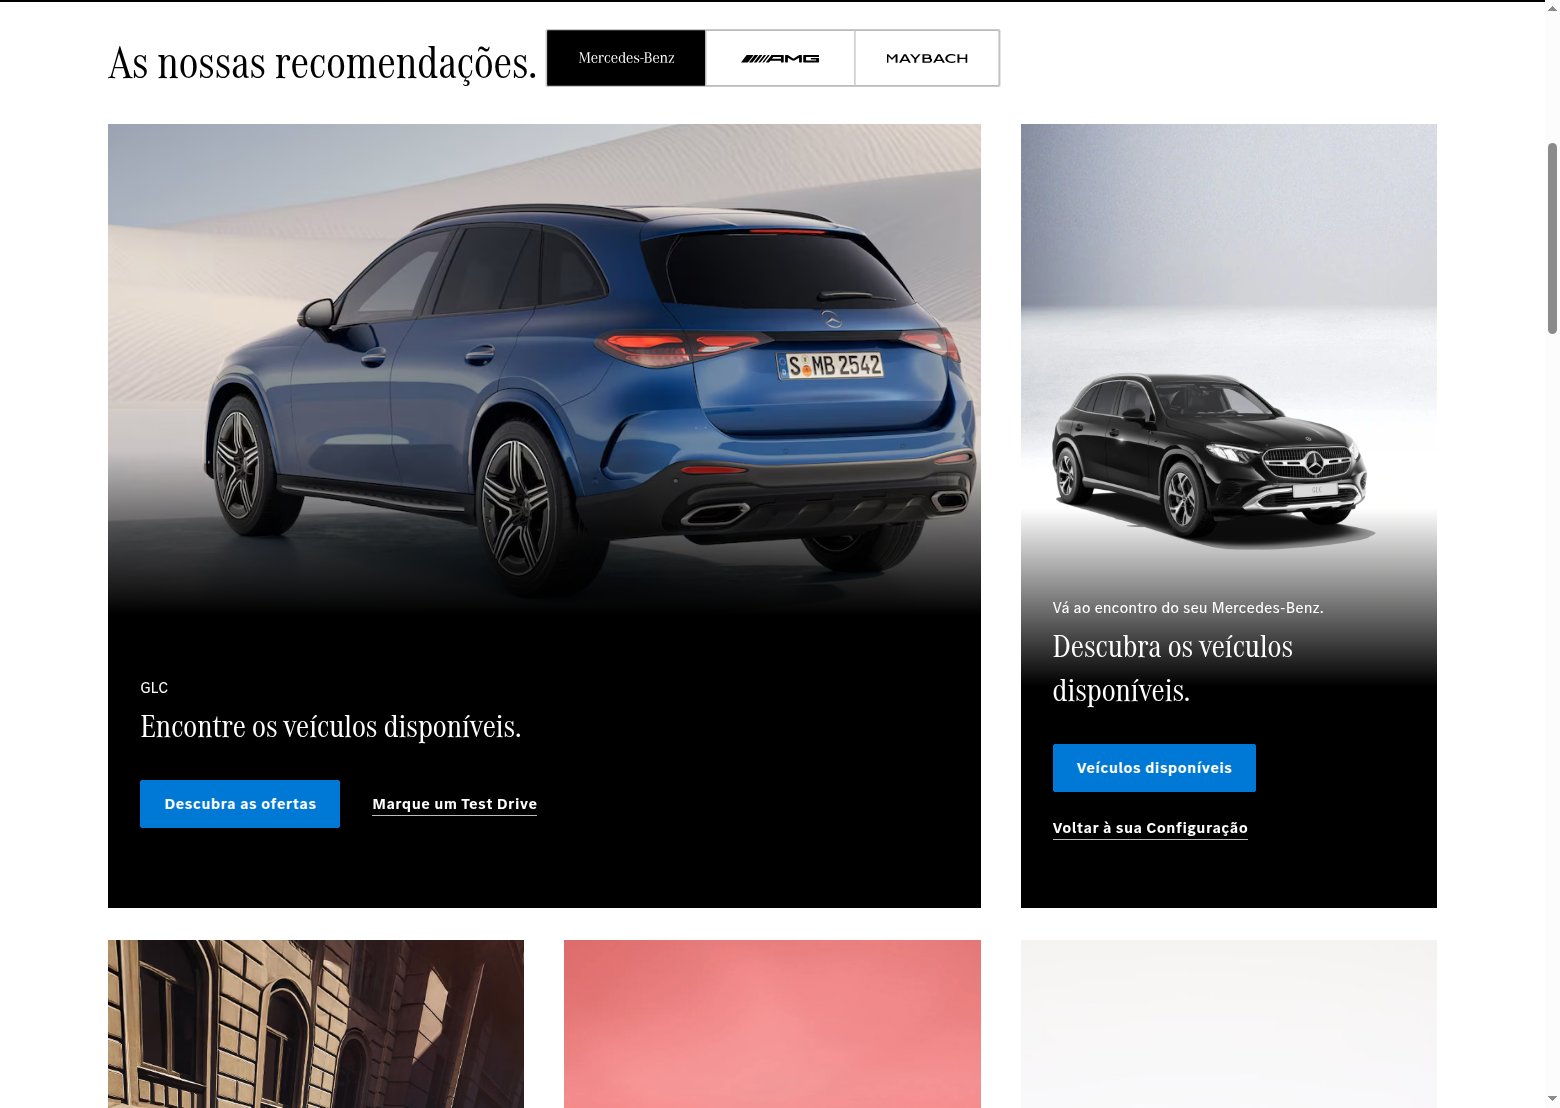 As nossas recomendações.
Mercedes-Benz
AMG
MAYBACH
S MB 2542
GLC
Encontre os veículos disponíveis.
Descubra as ofertas
Marque um Test Drive
GLC
Vá ao encontro do seu Mercedes-Benz.
Descubra os veículos
disponíveis.
Veículos disponíveis
Voltar à sua Configuração